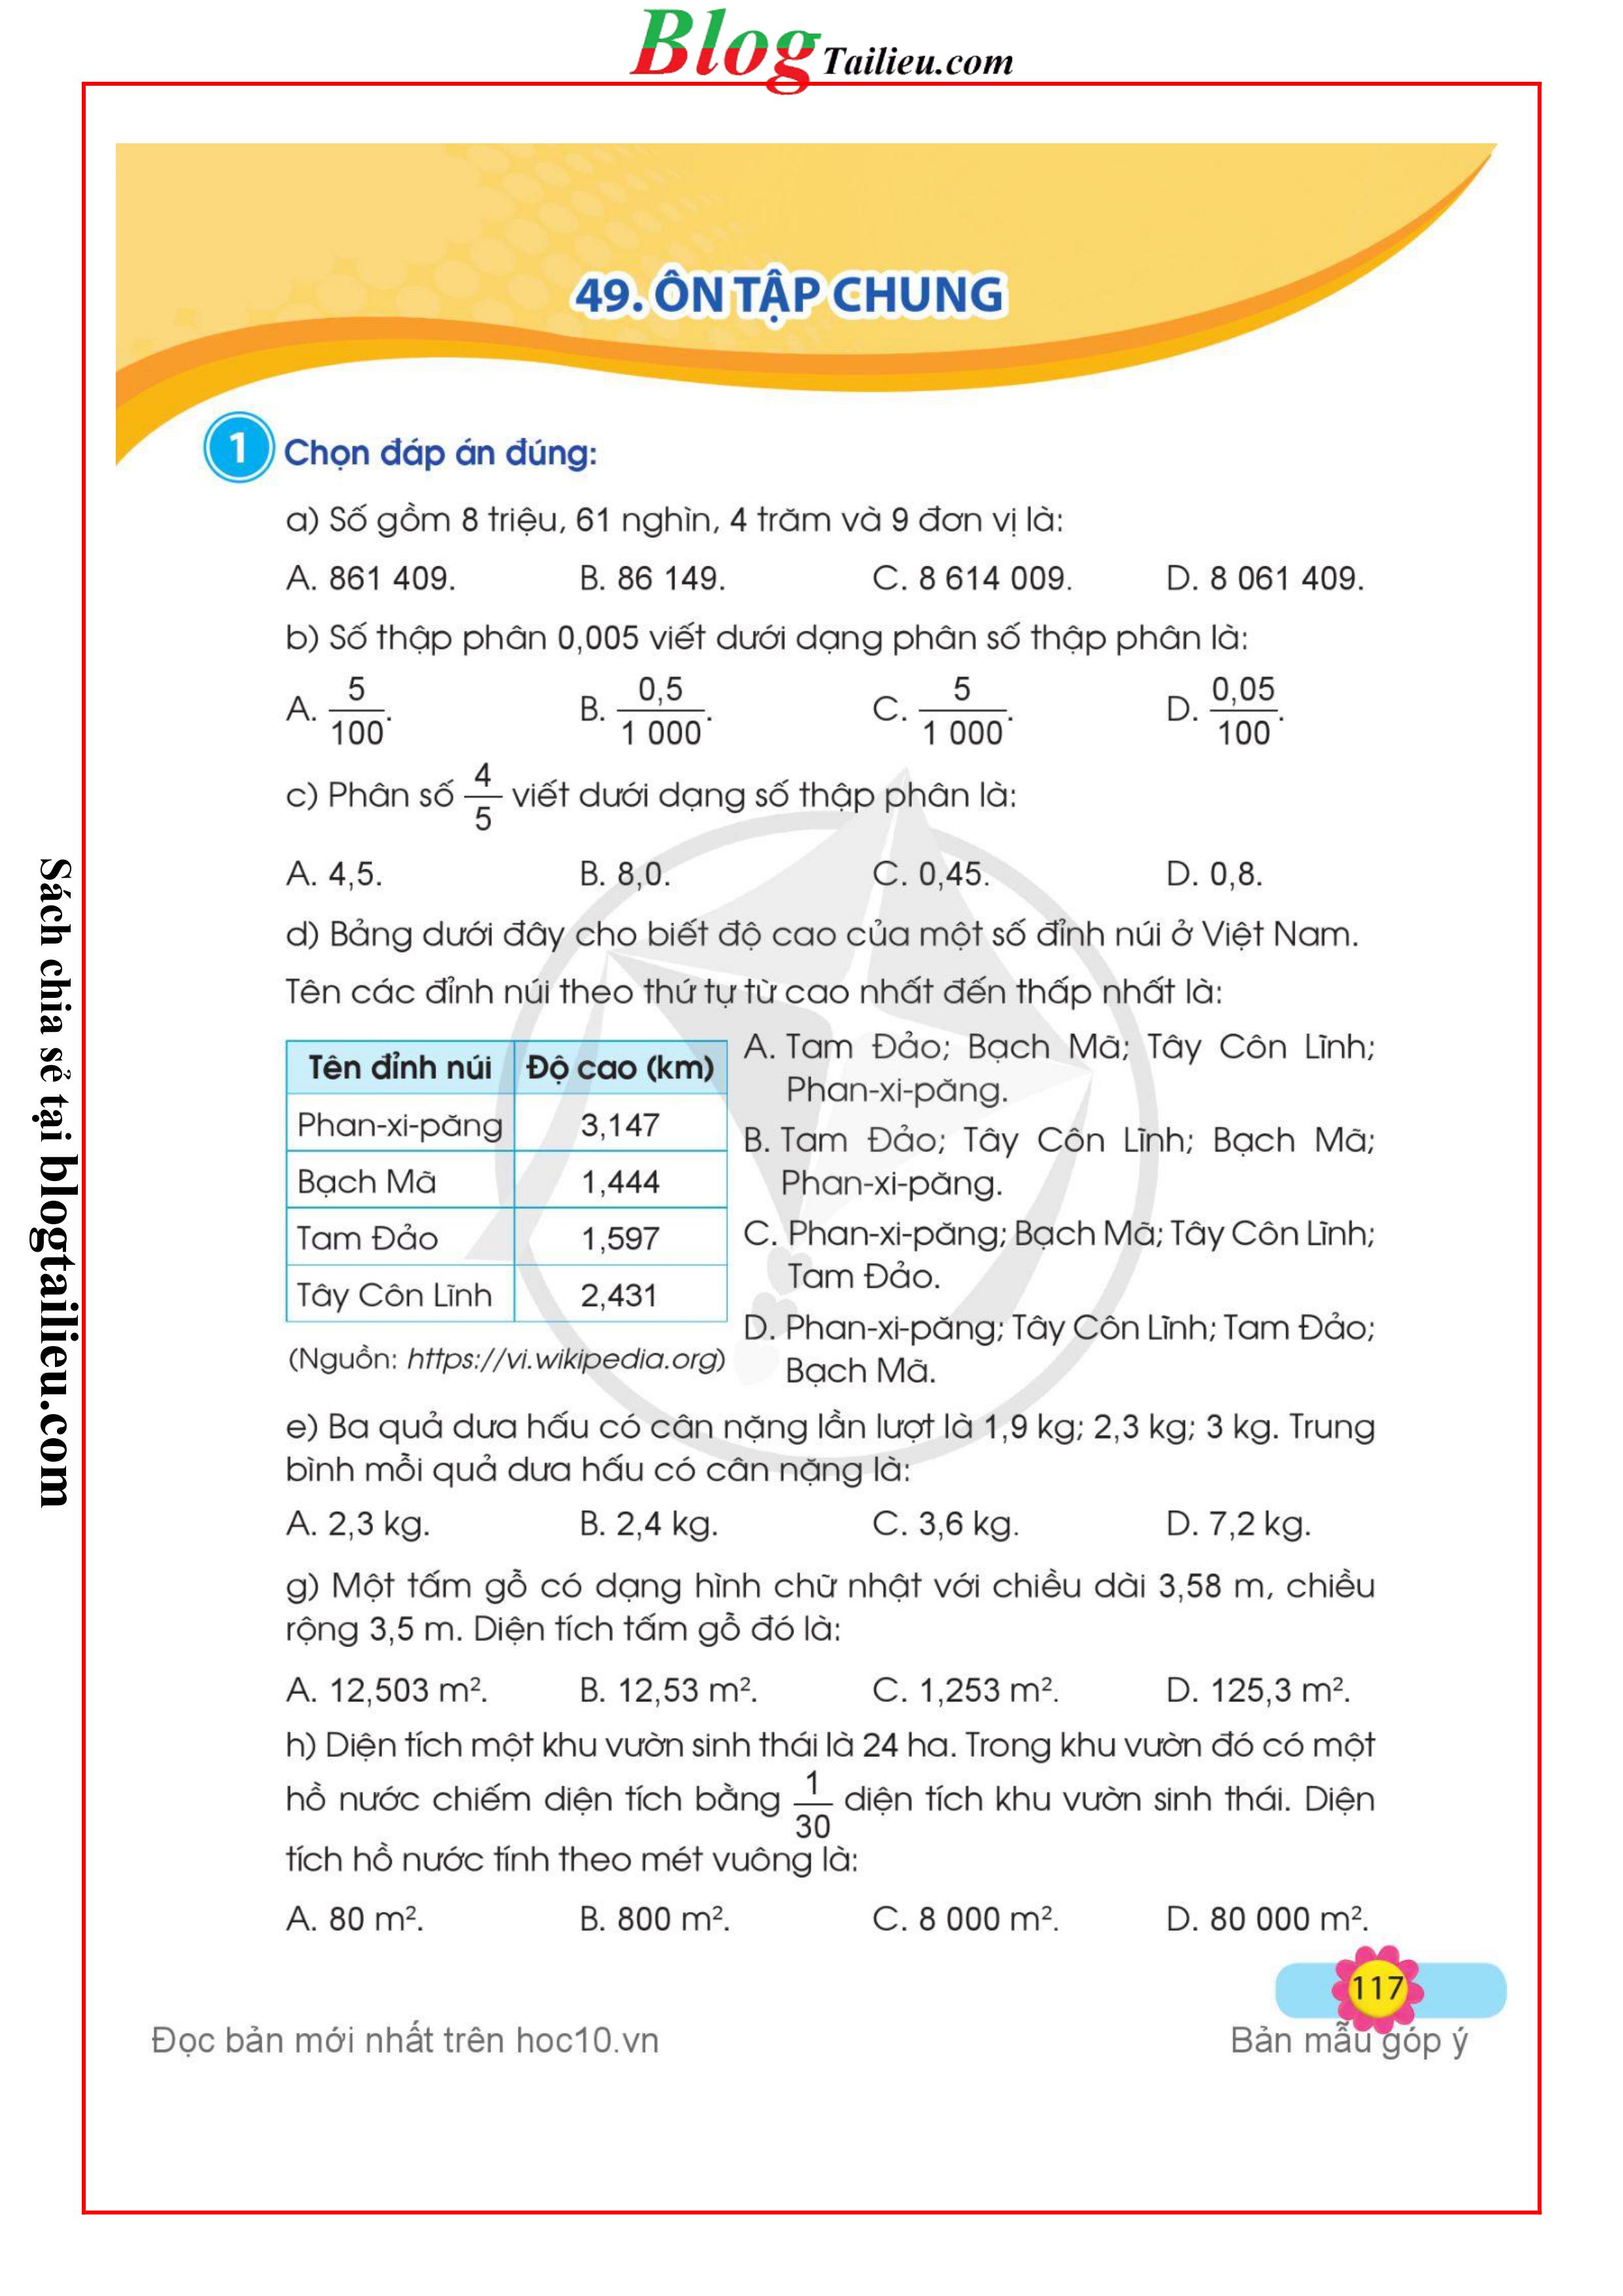 Blog Tailieu.com
49. ÔN TẬP CHUNG
1 Chọn đáp án đúng:
a) Số gồm 8 triệu, 61 nghìn, 4 trăm và 9 đơn vị là:
A. 861 409. B. 86 149. C. 8 614 009. D. 8 061 409.
b) Số thập phân 0,005 viết dưới dạng phân số thập phân là:
A. 5/100. B. 0,5/1 000. C. 5/1 000. D. 0,05/100.
c) Phân số 4/5 viết dưới dạng số thập phân là:
A. 4,5. B. 8,0. C. 0,45. D. 0,8.
d) Bảng dưới đây cho biết độ cao của một số đỉnh núi ở Việt Nam.
Tên các đỉnh núi theo thứ tự từ cao nhất đến thấp nhất là:
Tên đỉnh núi Độ cao (km)
Phan-xi-păng 3,147
Bạch Mã 1,444
Tam Đảo 1,597
Tây Côn Lĩnh 2,431
(Nguồn: https://vi.wikipedia.org)
A. Tam Đảo; Bạch Mã; Tây Côn Lĩnh;
Phan-xi-păng.
B. Tam Đảo; Tây Côn Lĩnh; Bạch Mã;
Phan-xi-păng.
C. Phan-xi-păng; Bạch Mã; Tây Côn Lĩnh;
Tam Đảo.
D. Phan-xi-păng; Tây Côn Lĩnh; Tam Đảo;
Bạch Mã.
e) Ba quả dưa hấu có cân nặng lần lượt là 1,9 kg; 2,3 kg; 3 kg. Trung
bình mỗi quả dưa hấu có cân nặng là:
A. 2,3 kg. B. 2,4 kg. C. 3,6 kg. D. 7,2 kg.
g) Một tấm gỗ có dạng hình chữ nhật với chiều dài 3,58 m, chiều
rộng 3,5 m. Diện tích tấm gỗ đó là:
A. 12,503 m². B. 12,53 m². C. 1,253 m². D. 125,3 m².
h) Diện tích một khu vườn sinh thái là 24 ha. Trong khu vườn đó có một
hồ nước chiếm diện tích bằng 1/30 diện tích khu vườn sinh thái. Diện
tích hồ nước tính theo mét vuông là:
A. 80 m². B. 800 m². C. 8 000 m². D. 80 000 m².
117
Đọc bản mới nhất trên hoc10.vn
Bản mẫu góp ý
Sách chia sẻ tại blogtailieu.com